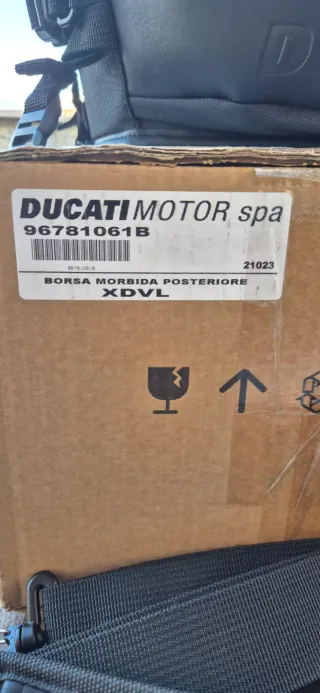 D
DUCATI MOTOR spa
96781061B
21023
BORSA MORBIDA POSTERIORE
XDVL